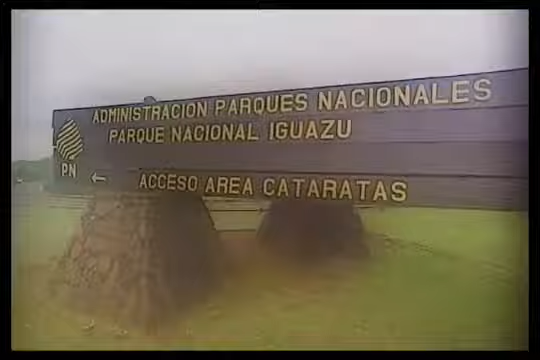 ADMINISTRACION PARQUES NACIONALES
PARQUE NACIONAL IGUAZU
PN
ACCESO AREA CATARATAS